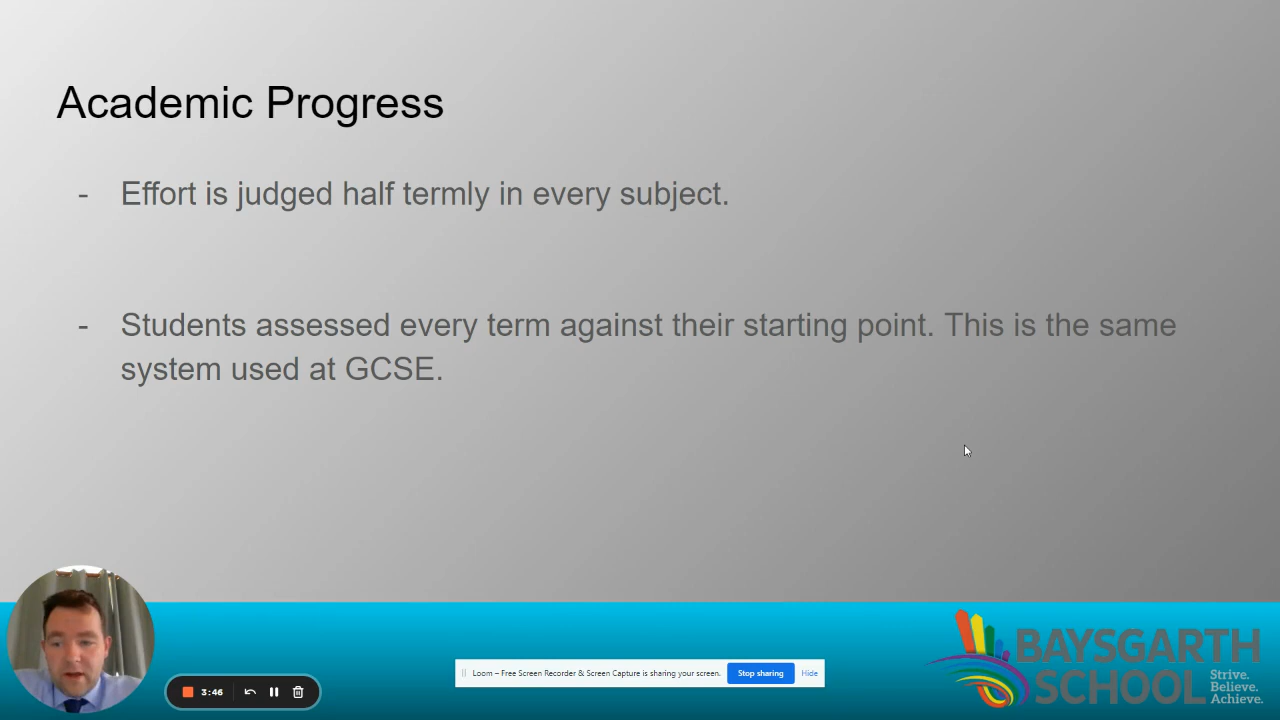 Academic Progress
- Effort is judged half termly in every subject.
- Students assessed every term against their starting point. This is the same
system used at GCSE.
3:46
Loom – Free Screen Recorder & Screen Capture is sharing your screen. Stop sharing Hide
BAYSGARTH
SCHOOL
Strive.
Believe.
Achieve.